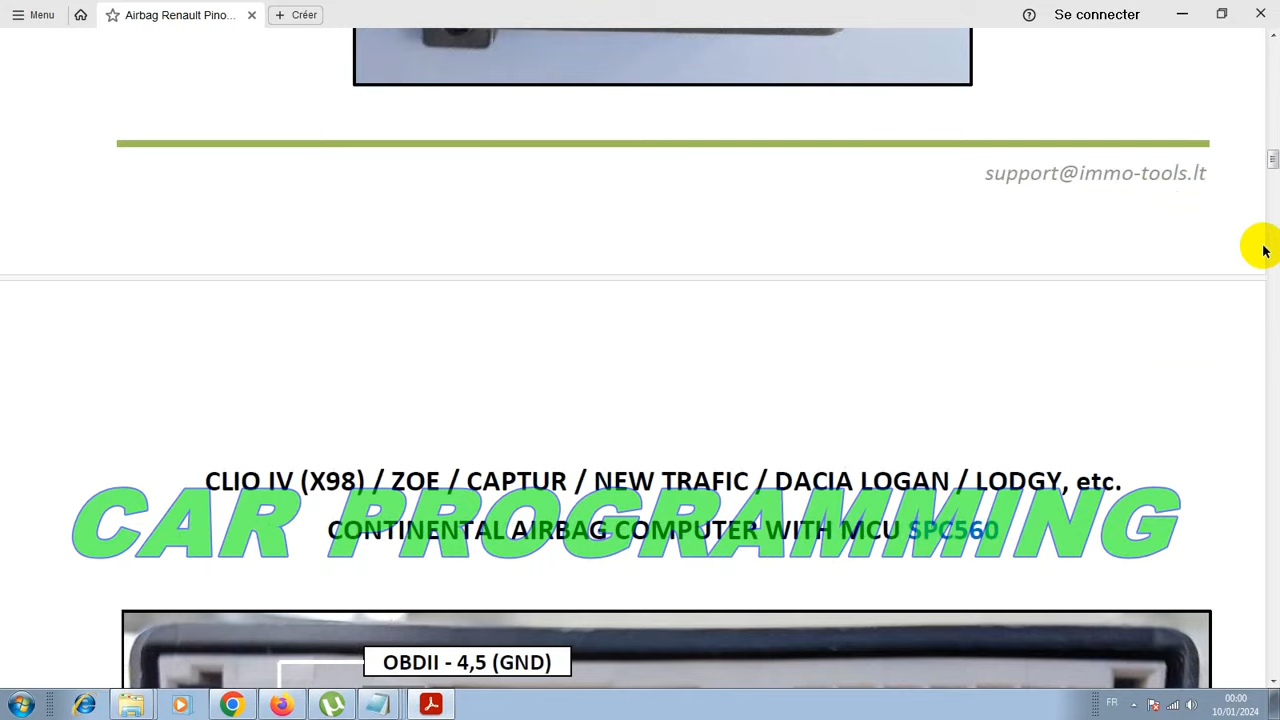 Menu
Airbag Renault Pino...
Créer
Se connecter
support@immo-tools.lt
CLIO IV (X98) / ZOE / CAPTUR / NEW TRAFIC / DACIA LOGAN / LODGY, etc.
CAR PROGRAMMING
CONTINENTAL AIRBAG COMPUTER WITH MCU SPC560
OBDII - 4,5 (GND)
FR
00:00
10/01/2024